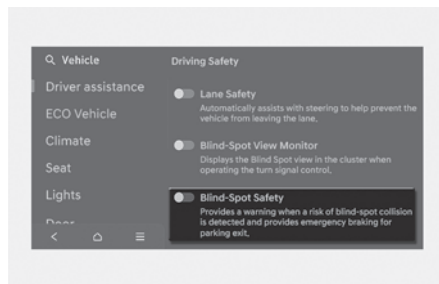 Vehicle
Driving Safety
Driver assistance
Lane Safety
Automatically assists with steering to help prevent the
vehicle from leaving the lane.
ECO Vehicle
Climate
Blind-Spot View Monitor
Displays the Blind Spot view in the cluster when
operating the turn signal control.
Seat
Lights
Blind-Spot Safety
Provides a warning when a risk of blind-spot collision
is detected and provides emergency braking for
parking exit.